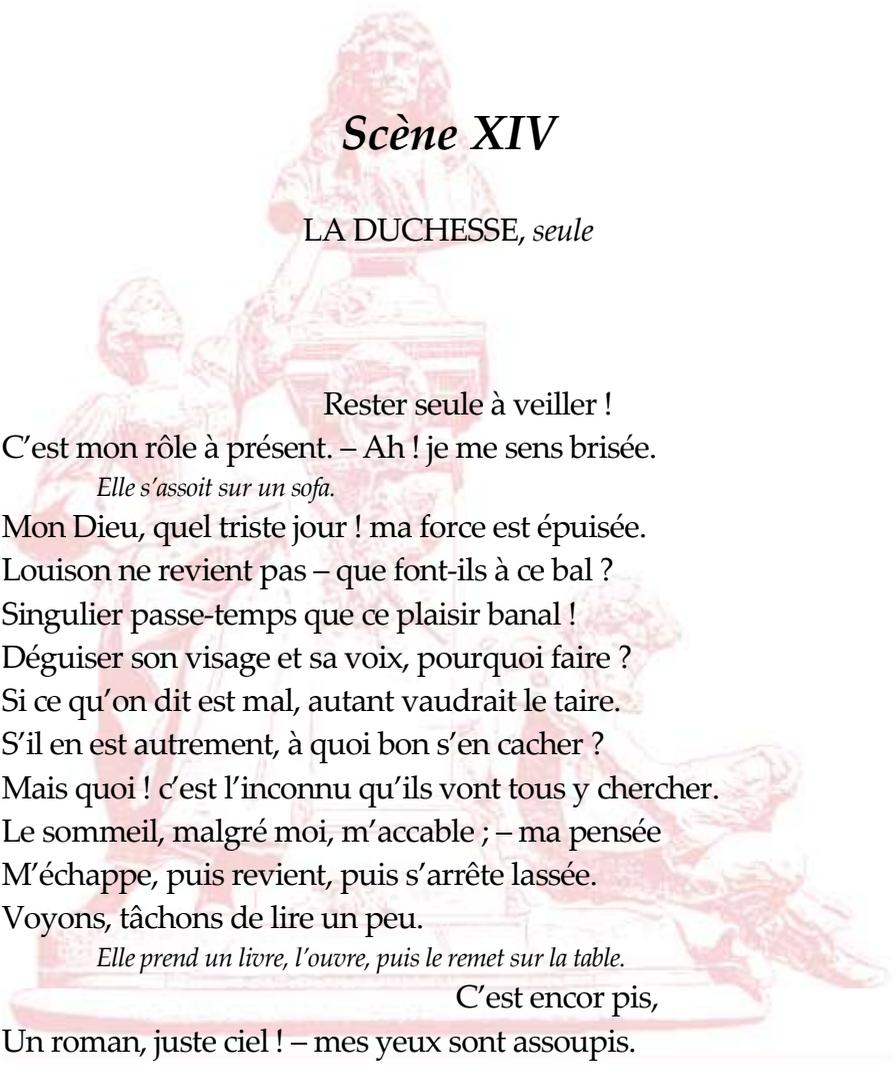 Scène XIV
LA DUCHESSE, seule
Rester seule à veiller !
C’est mon rôle à présent. – Ah ! je me sens brisée.
Elle s’assoit sur un sofa.
Mon Dieu, quel triste jour ! ma force est épuisée.
Louison ne revient pas – que font-ils à ce bal ?
Singulier passe-temps que ce plaisir banal !
Déguiser son visage et sa voix, pourquoi faire ?
Si ce qu’on dit est mal, autant vaudrait le taire.
S’il en est autrement, à quoi bon s’en cacher ?
Mais quoi ! c’est l’inconnu qu’ils vont tous y chercher.
Le sommeil, malgré moi, m’accable ; – ma pensée
M’échappe, puis revient, puis s’arrête lassée.
Voyons, tâchons de lire un peu.
Elle prend un livre, l’ouvre, puis le remet sur la table.
C’est encor pis,
Un roman, juste ciel ! – mes yeux sont assoupis.